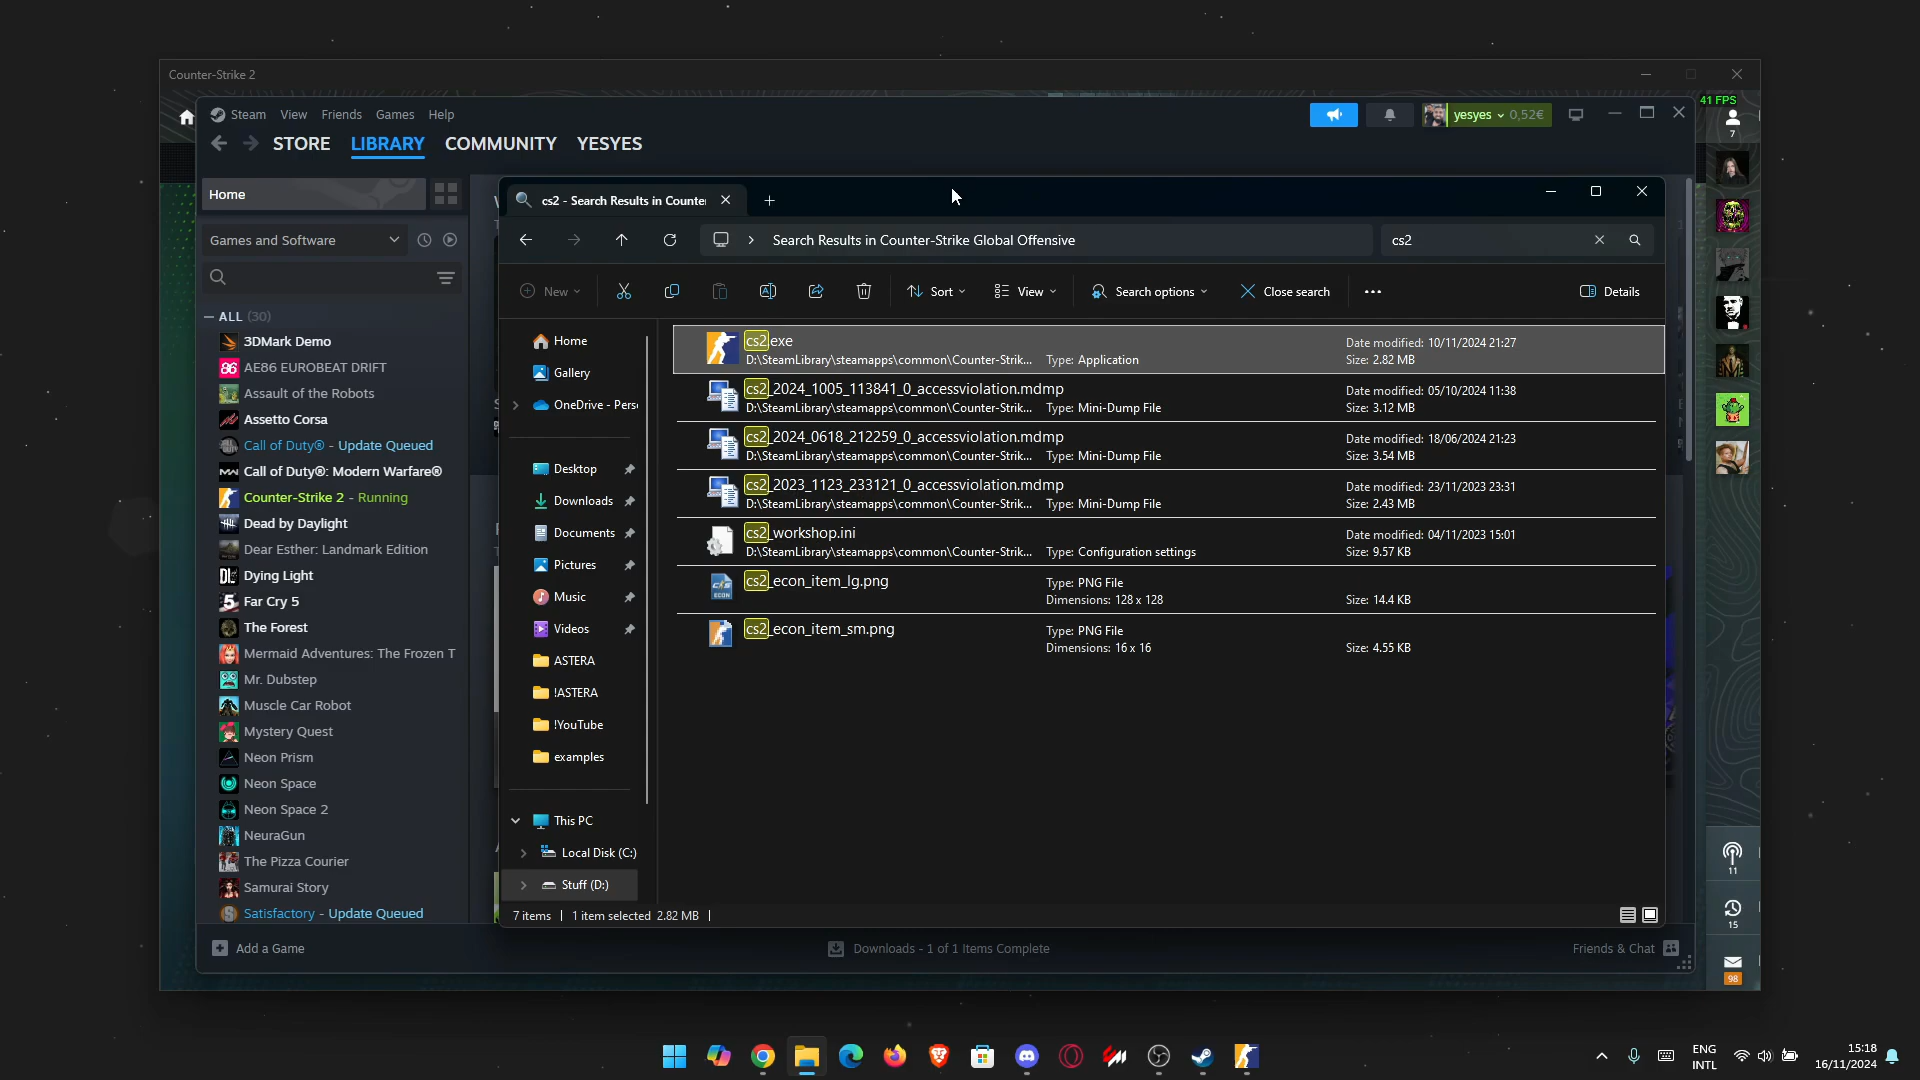 Counter-Strike 2
41 FPS
Steam View Friends Games Help
yesyes 0,52€
STORE LIBRARY COMMUNITY YESYES
7
Home
Games and Software
ALL (30)
3DMark Demo
AE86 EUROBEAT DRIFT
Assault of the Robots
Assetto Corsa
Call of Duty® - Update Queued
Call of Duty®: Modern Warfare®
Counter-Strike 2 - Running
Dead by Daylight
Dear Esther: Landmark Edition
Dying Light
Far Cry 5
The Forest
Mermaid Adventures: The Frozen T
Mr. Dubstep
Muscle Car Robot
Mystery Quest
Neon Prism
Neon Space
Neon Space 2
NeuraGun
The Pizza Courier
Samurai Story
Satisfactory - Update Queued
Add a Game
Downloads - 1 of 1 Items Complete
Friends & Chat
cs2 - Search Results in Counter
Search Results in Counter-Strike Global Offensive
cs2
New Sort View Search options Close search Details
Home
Gallery
OneDrive - Pers
Desktop
Downloads
Documents
Pictures
Music
Videos
ASTERA
!ASTERA
!YouTube
examples
This PC
Local Disk (C:)
Stuff (D:)
cs2.exe
D:\SteamLibrary\steamapps\common\Counter-Strik... Type: Application
Date modified: 10/11/2024 21:27
Size: 2.82 MB
cs2_2024_1005_113841_0_accessviolation.mdmp
D:\SteamLibrary\steamapps\common\Counter-Strik... Type: Mini-Dump File
Date modified: 05/10/2024 11:38
Size: 3.12 MB
cs2_2024_0618_212259_0_accessviolation.mdmp
D:\SteamLibrary\steamapps\common\Counter-Strik... Type: Mini-Dump File
Date modified: 18/06/2024 21:23
Size: 3.54 MB
cs2_2023_1123_233121_0_accessviolation.mdmp
D:\SteamLibrary\steamapps\common\Counter-Strik... Type: Mini-Dump File
Date modified: 23/11/2023 23:31
Size: 2.43 MB
cs2_workshop.ini
D:\SteamLibrary\steamapps\common\Counter-Strik... Type: Configuration settings
Date modified: 04/11/2023 15:01
Size: 9.57 KB
cs2_econ_item_lg.png
Type: PNG File
Dimensions: 128 x 128
Size: 14.4 KB
cs2_econ_item_sm.png
Type: PNG File
Dimensions: 16 x 16
Size: 4.55 KB
7 items 1 item selected 2.82 MB
11
15
98
ENG
INTL
15:18
16/11/2024